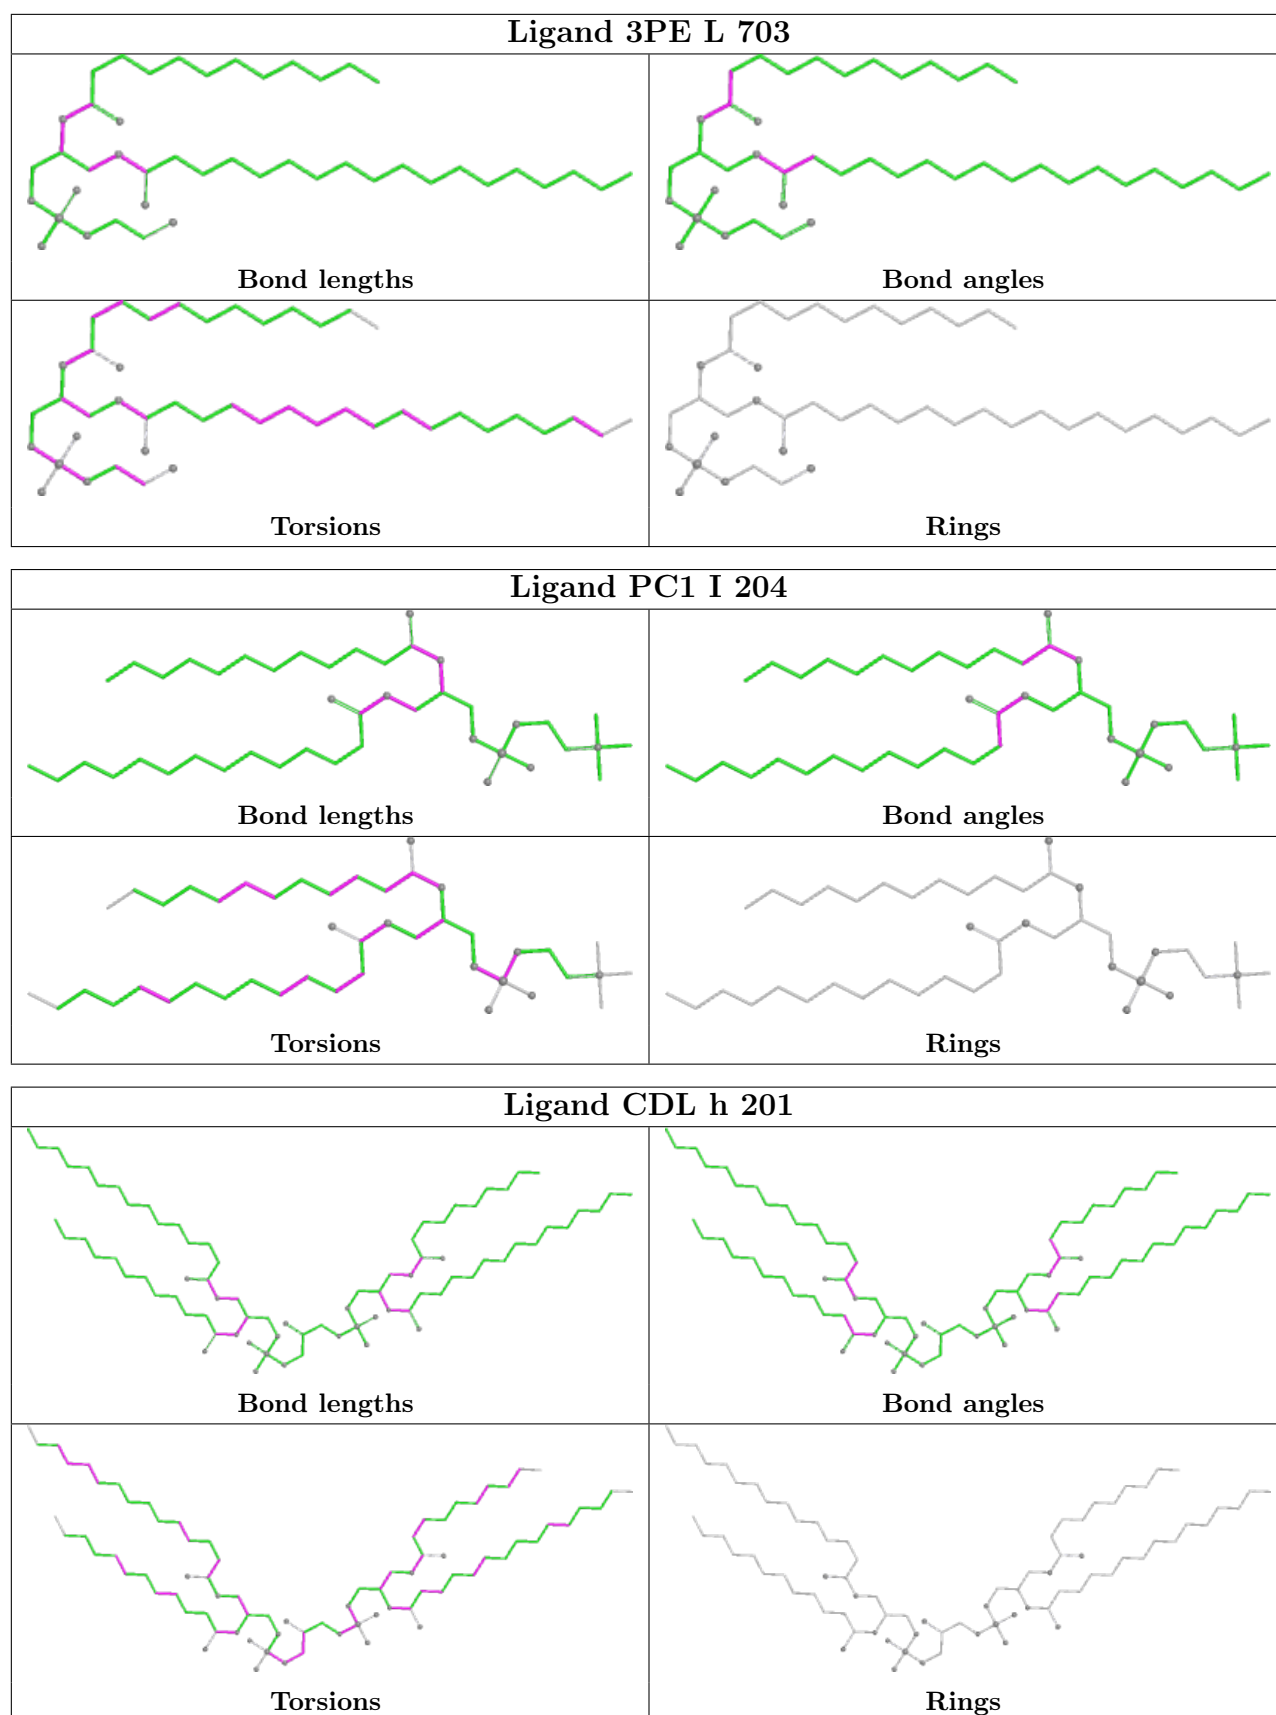 Ligand 3PE L 703
Bond lengths
Bond angles
Torsions
Rings
Ligand PC1 I 204
Bond lengths
Bond angles
Torsions
Rings
Ligand CDL h 201
Bond lengths
Bond angles
Torsions
Rings